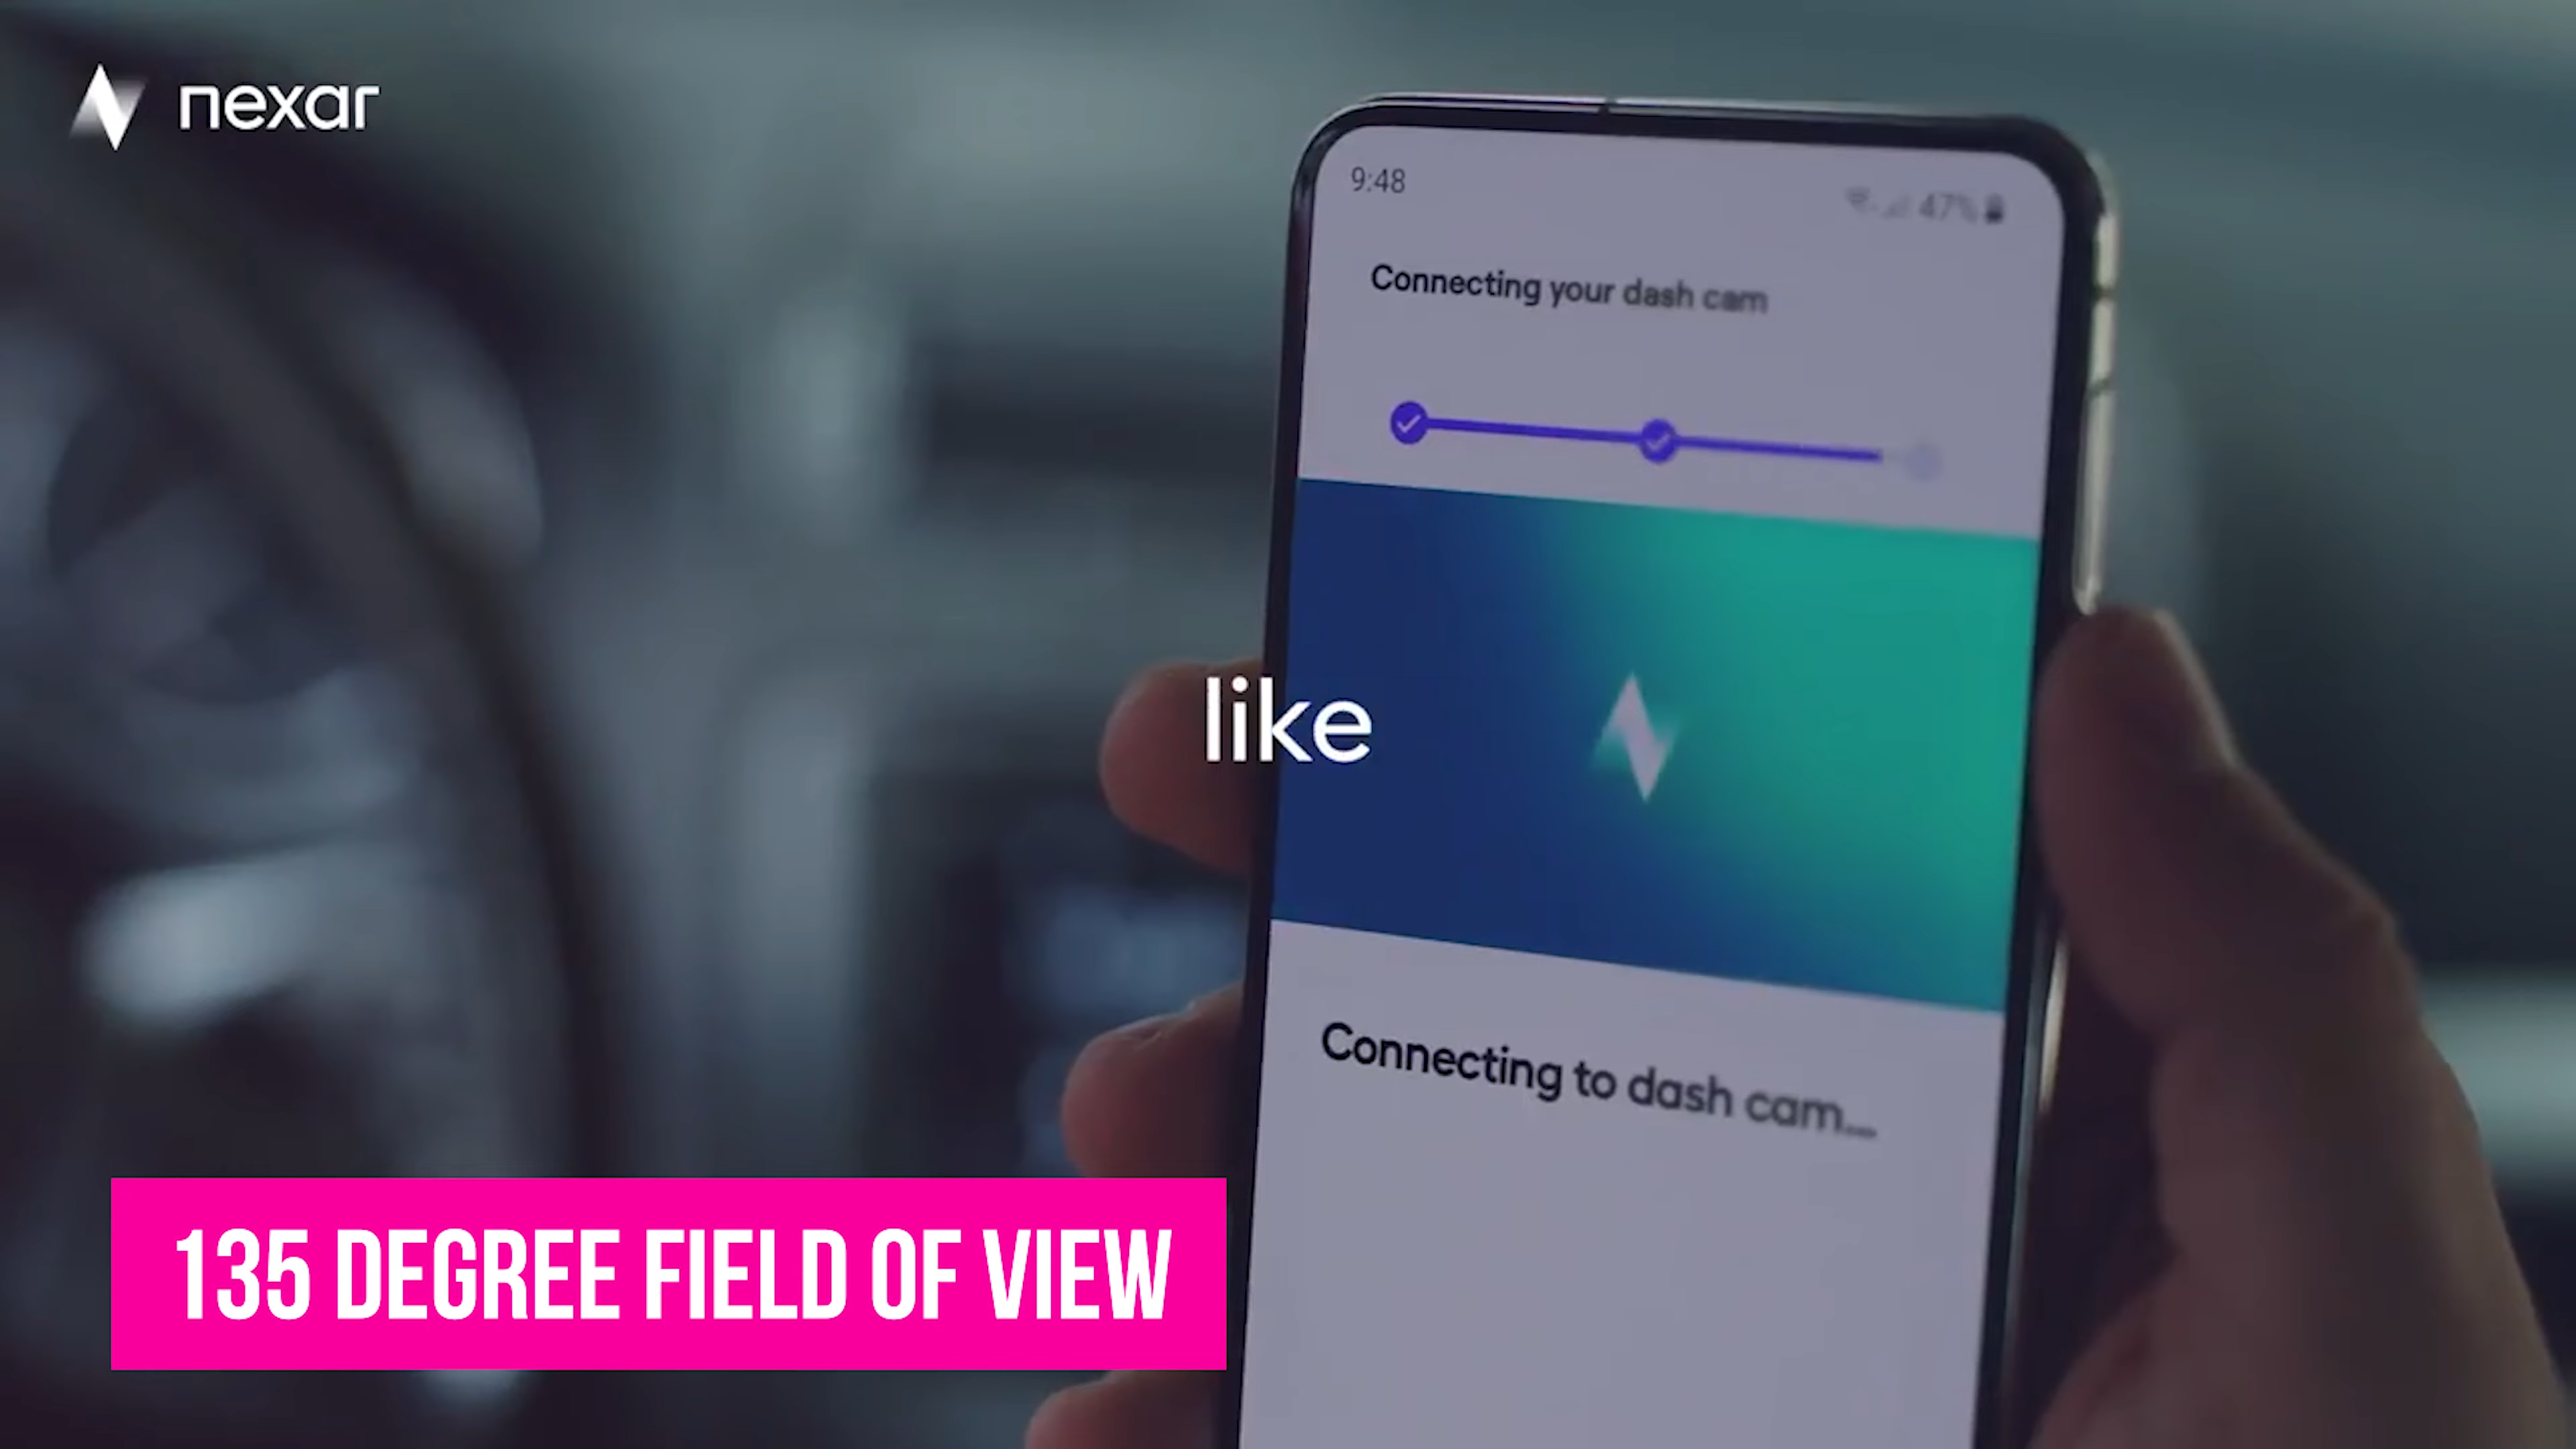 nexar
9:48
47%
Connecting your dash cam
like
Connecting to dash cam...
135 DEGREE FIELD OF VIEW